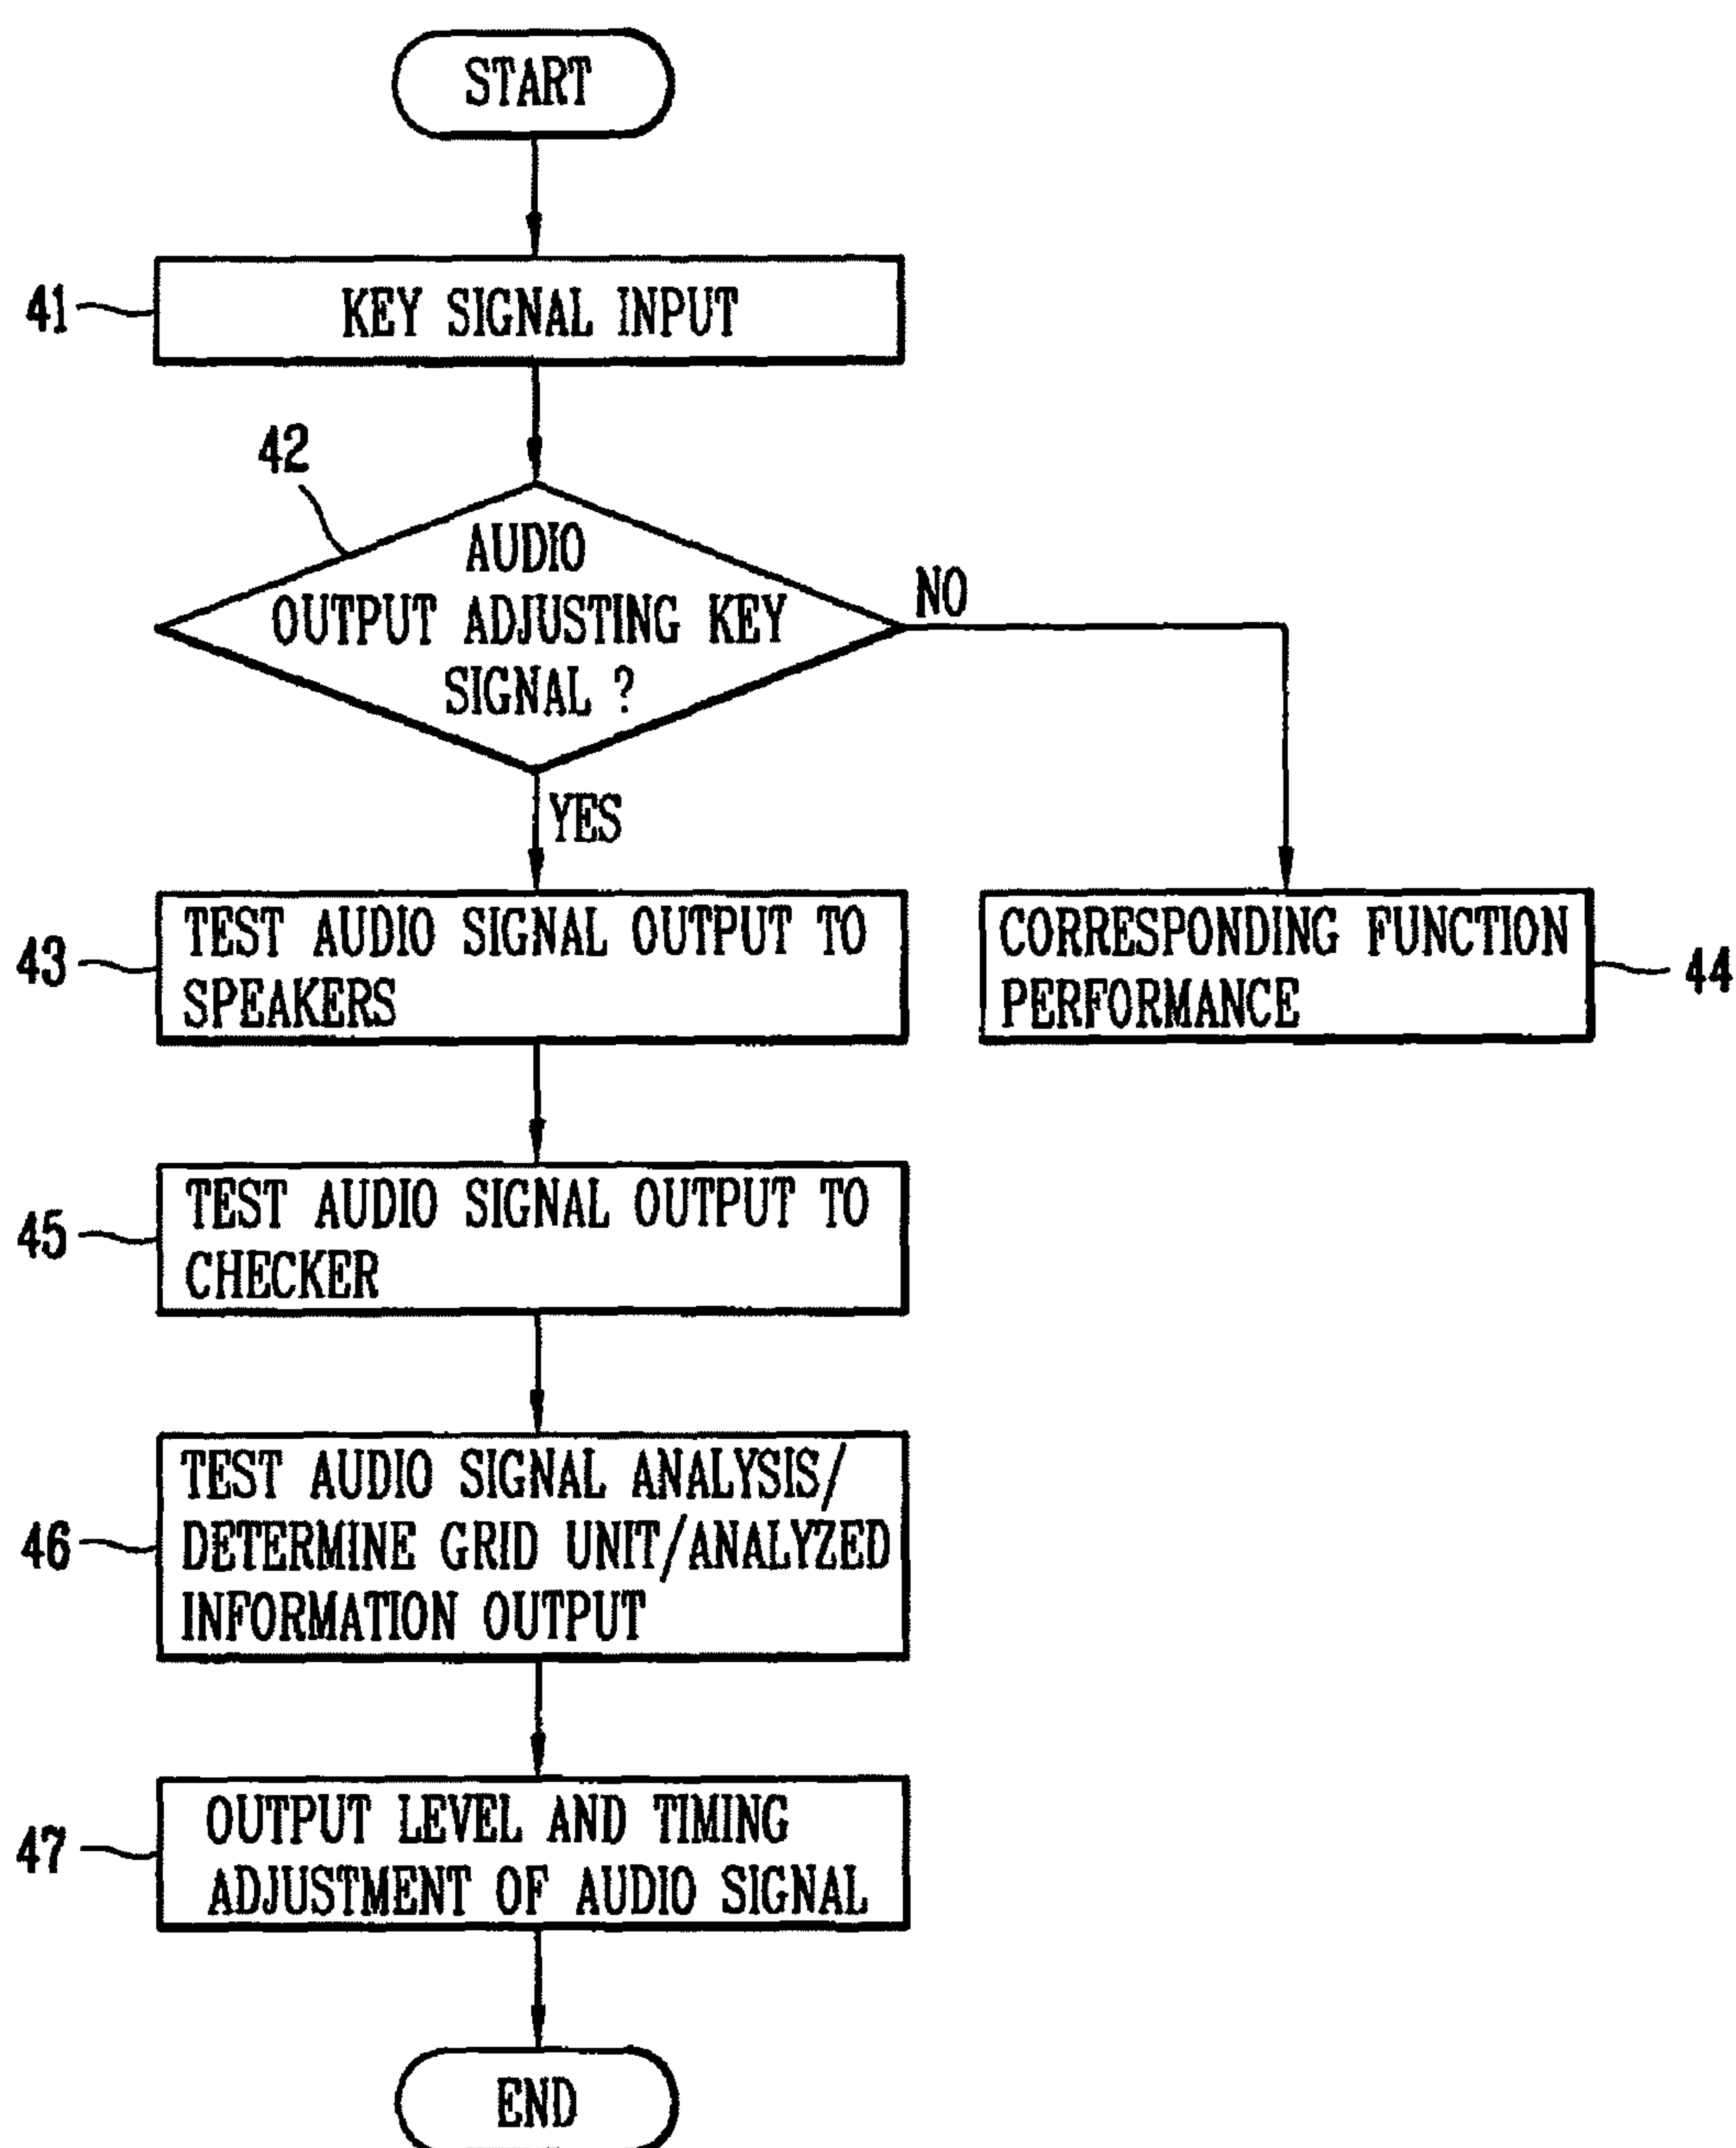 START
41
KEY SIGNAL INPUT
42
AUDIO
OUTPUT ADJUSTING KEY
SIGNAL ?
NO
YES
43
TEST AUDIO SIGNAL OUTPUT TO
SPEAKERS
CORRESPONDING FUNCTION
PERFORMANCE
44
45
TEST AUDIO SIGNAL OUTPUT TO
CHECKER
46
TEST AUDIO SIGNAL ANALYSIS/
DETERMINE GRID UNIT/ANALYZED
INFORMATION OUTPUT
47
OUTPUT LEVEL AND TIMING
ADJUSTMENT OF AUDIO SIGNAL
END